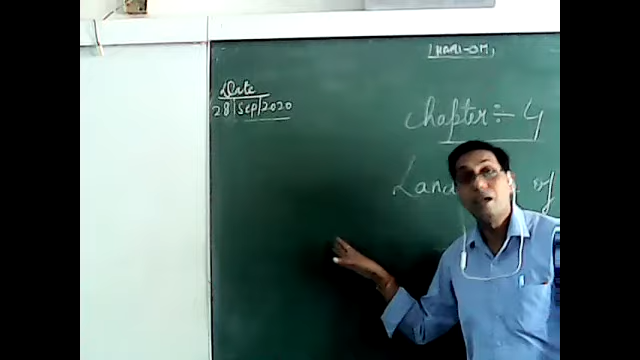 HARI-OM
Date
28|Sep|2020
Chapter ÷ 4
Land of